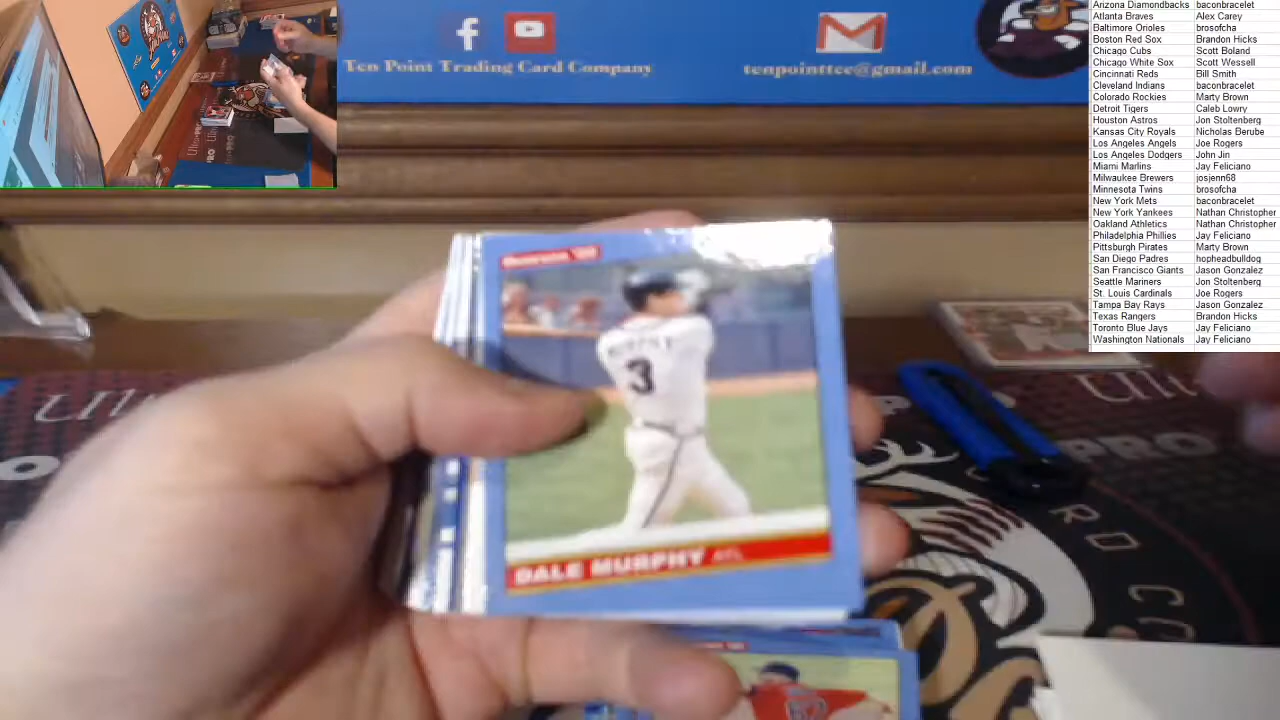 Ten Point Trading Card Company
tenpointtcc@gmail.com
Arizona Diamondbacks baconbracelet
Atlanta Braves Alex Carey
Baltimore Orioles brosofcha
Boston Red Sox Brandon Hicks
Chicago Cubs Scott Boland
Chicago White Sox Scott Wessell
Cincinnati Reds Bill Smith
Cleveland Indians baconbracelet
Colorado Rockies Marty Brown
Detroit Tigers Caleb Lowry
Houston Astros Jon Stoltenberg
Kansas City Royals Nicholas Berube
Los Angeles Angels Joe Rogers
Los Angeles Dodgers John Jin
Miami Marlins Jay Feliciano
Milwaukee Brewers josjenn68
Minnesota Twins brosofcha
New York Mets baconbracelet
New York Yankees Nathan Christopher
Oakland Athletics Nathan Christopher
Philadelphia Phillies Jay Feliciano
Pittsburgh Pirates Marty Brown
San Diego Padres hopheadbulldog
San Francisco Giants Jason Gonzalez
Seattle Mariners Jon Stoltenberg
St. Louis Cardinals Joe Rogers
Tampa Bay Rays Jason Gonzalez
Texas Rangers Brandon Hicks
Toronto Blue Jays Jay Feliciano
Washington Nationals Jay Feliciano
MURPHY
3
DALE MURPHY ATL
PRO